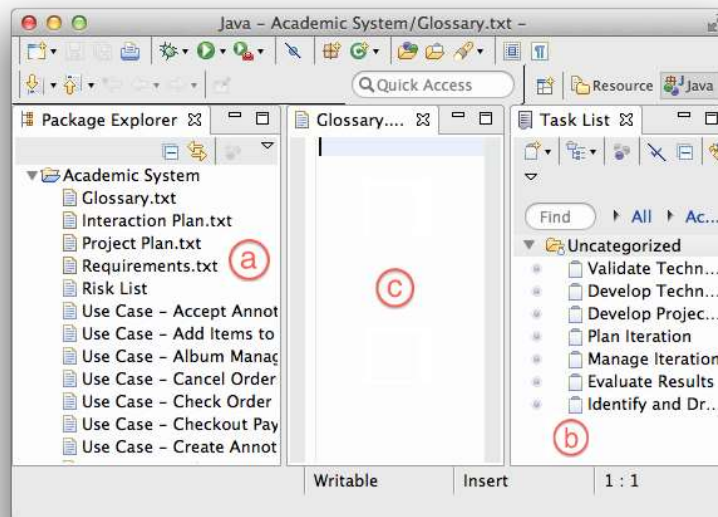 Java – Academic System/Glossary.txt –
Quick Access
Resource
Java
Package Explorer
Academic System
Glossary.txt
Interaction Plan.txt
Project Plan.txt
Requirements.txt
Risk List
Use Case – Accept Annot
Use Case – Add Items to
Use Case – Album Manag
Use Case – Cancel Order
Use Case – Check Order
Use Case – Checkout Pay
Use Case – Create Annot
a
Glossary....
c
Task List
Find
All
Ac...
Uncategorized
Validate Techn...
Develop Techn...
Develop Projec...
Plan Iteration
Manage Iteration
Evaluate Results
Identify and Dr...
b
Writable
Insert
1 : 1